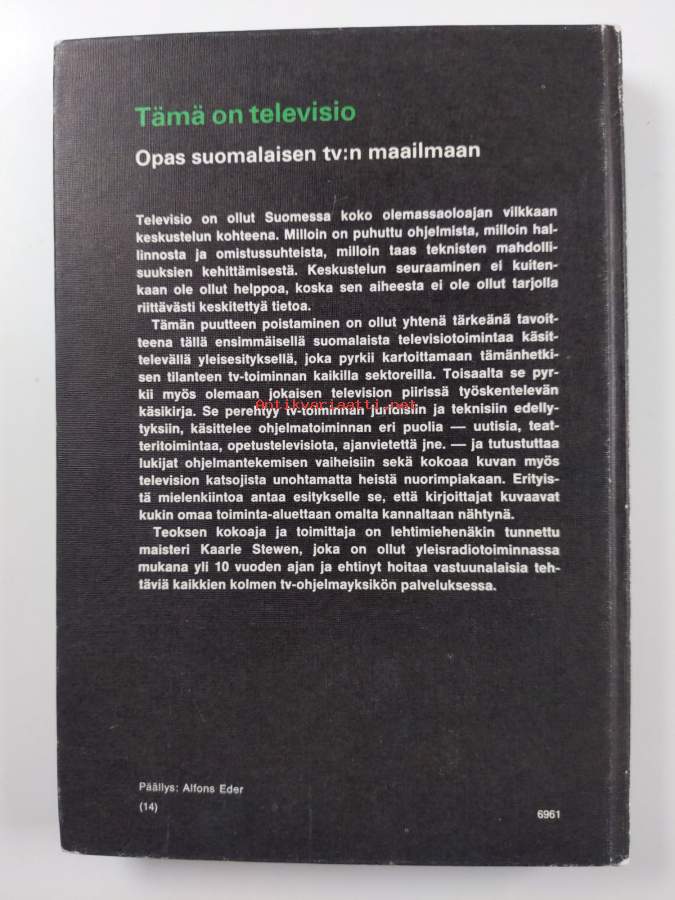 Tämä on televisio
Opas suomalaisen tv:n maailmaan
Televisio on ollut Suomessa koko olemassaoloajan vilkkaan
keskustelun kohteena. Milloin on puhuttu ohjelmista, milloin hal-
linnosta ja omistussuhteista, milloin taas teknisten mahdolli-
suuksien kehittämisestä. Keskustelun seuraaminen ei kuiten-
kaan ole ollut helppoa, koska sen aiheesta ei ole ollut tarjolla
riittävästi keskitettyä tietoa.
Tämän puutteen poistaminen on ollut yhtenä tärkeänä tavoit-
teena tällä ensimmäisellä suomalaista televisiotoimintaa käsit-
televällä yleisesityksellä, joka pyrkii kartoittamaan tämänhetki-
sen tilanteen tv-toiminnan kaikilla sektoreilla. Toisaalta se pyr-
kii myös olemaan jokaisen television piirissä työskentelevän
käsikirja. Se perehtyy tv-toiminnan juridisiin ja teknisiin edelly-
Antikvariaatti.net
tyksiin, käsittelee ohjelmatoiminnan eri puolia — uutisia, teat-
teritoimintaa, opetustelevisiota, ajanvietettä jne. — ja tutustuttaa
lukijat ohjelmantekemisen vaiheisiin sekä kokoaa kuvan myös
television katsojista unohtamatta heistä nuorimpiakaan. Erityis-
tä mielenkiintoa antaa esitykselle se, että kirjoittajat kuvaavat
kukin omaa toiminta-aluettaan omalta kannaltaan nähtynä.
Teoksen kokoaja ja toimittaja on lehtimiehenäkin tunnettu
maisteri Kaarle Stewen, joka on ollut yleisradiotoiminnassa
mukana yli 10 vuoden ajan ja ehtinyt hoitaa vastuunalaisia teh-
täviä kaikkien kolmen tv-ohjelmayksikön palveluksessa.
Päällys: Alfons Eder
(14)
6961